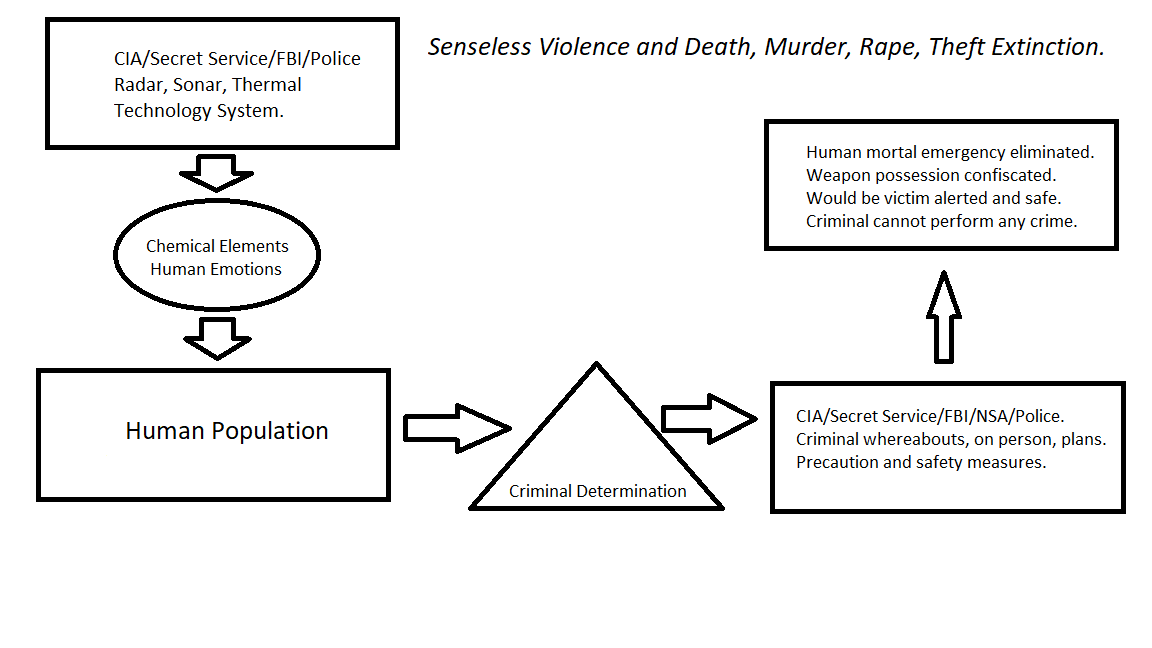 CIA/Secret Service/FBI/Police
Radar, Sonar, Thermal
Technology System.
Senseless Violence and Death, Murder, Rape, Theft Extinction.
Chemical Elements
Human Emotions
Human Population
Criminal Determination
CIA/Secret Service/FBI/NSA/Police.
Criminal whereabouts, on person, plans.
Precaution and safety measures.
Human mortal emergency eliminated.
Weapon possession confiscated.
Would be victim alerted and safe.
Criminal cannot perform any crime.